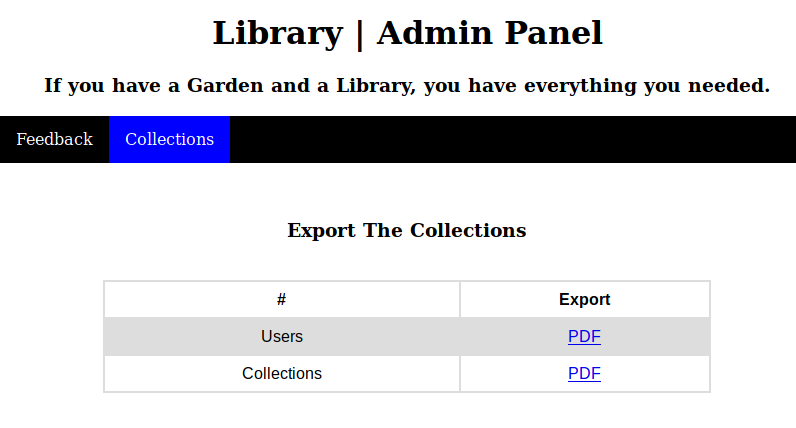 Library | Admin Panel
If you have a Garden and a Library, you have everything you needed.
Feedback Collections
Export The Collections
# Export
Users PDF
Collections PDF